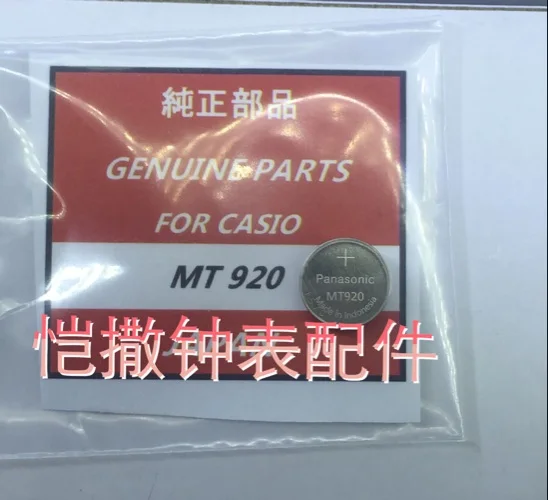 純正部品
GENUINE PARTS
FOR CASIO
MT 920
+
Panasonic
MT920
Made in Indonesia
JAPAN
恺撒钟表配件